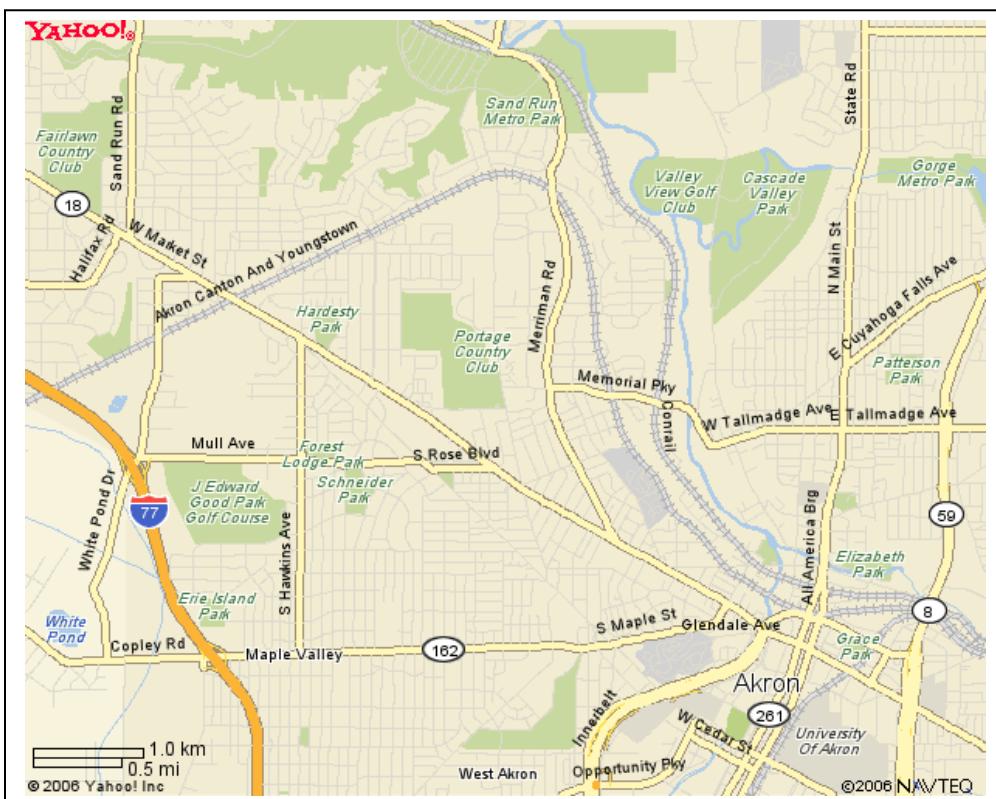 YAHOO!®
Sand Run Rd
State Rd
Sand Run
Metro Park
Fairlawn
Country
Club
Valley
View Golf
Club
Cascade
Valley
Park
Gorge
Metro Park
18
W Market St
Halifax Rd
Akron Canton And Youngstown
N Main St
Merriman Rd
E Cuyahoga Falls Ave
Hardesty
Park
Portage
Country
Club
Patterson
Park
Memorial Pky
Conrail
W Tallmadge Ave
E Tallmadge Ave
Mull Ave
Forest
Lodge Park
S Rose Blvd
Schneider
Park
J Edward
Good Park
Golf Course
White Pond Dr
77
S Hawkins Ave
59
All America Brg
Elizabeth
Park
Erie Island
Park
White
Pond
8
S Maple St
Glendale Ave
Copley Rd
Maple Valley
162
Grace
Park
Akron
261
Innerbelt
W Cedar St
University
Of Akron
1.0 km
0.5 mi
West Akron
Opportunity Pky
©2006 Yahoo! Inc
©2006 NAVTEQ